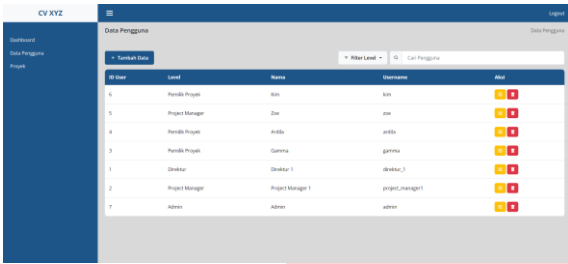 CV XYZ
Logout
Data Pengguna
Data Pengguna
Dashboard
Data Pengguna
Proyek
+ Tambah Data
Filter Level
Cari Pengguna
ID User Level Nama Username Aksi
6 Pemilik Proyek Kim kim
5 Project Manager Zoe zoe
4 Pemilik Proyek Ardda ardda
3 Pemilik Proyek Gamma gamma
1 Direktur Direktur 1 direktur_1
2 Project Manager Project Manager 1 project_manager1
7 Admin Admin admin